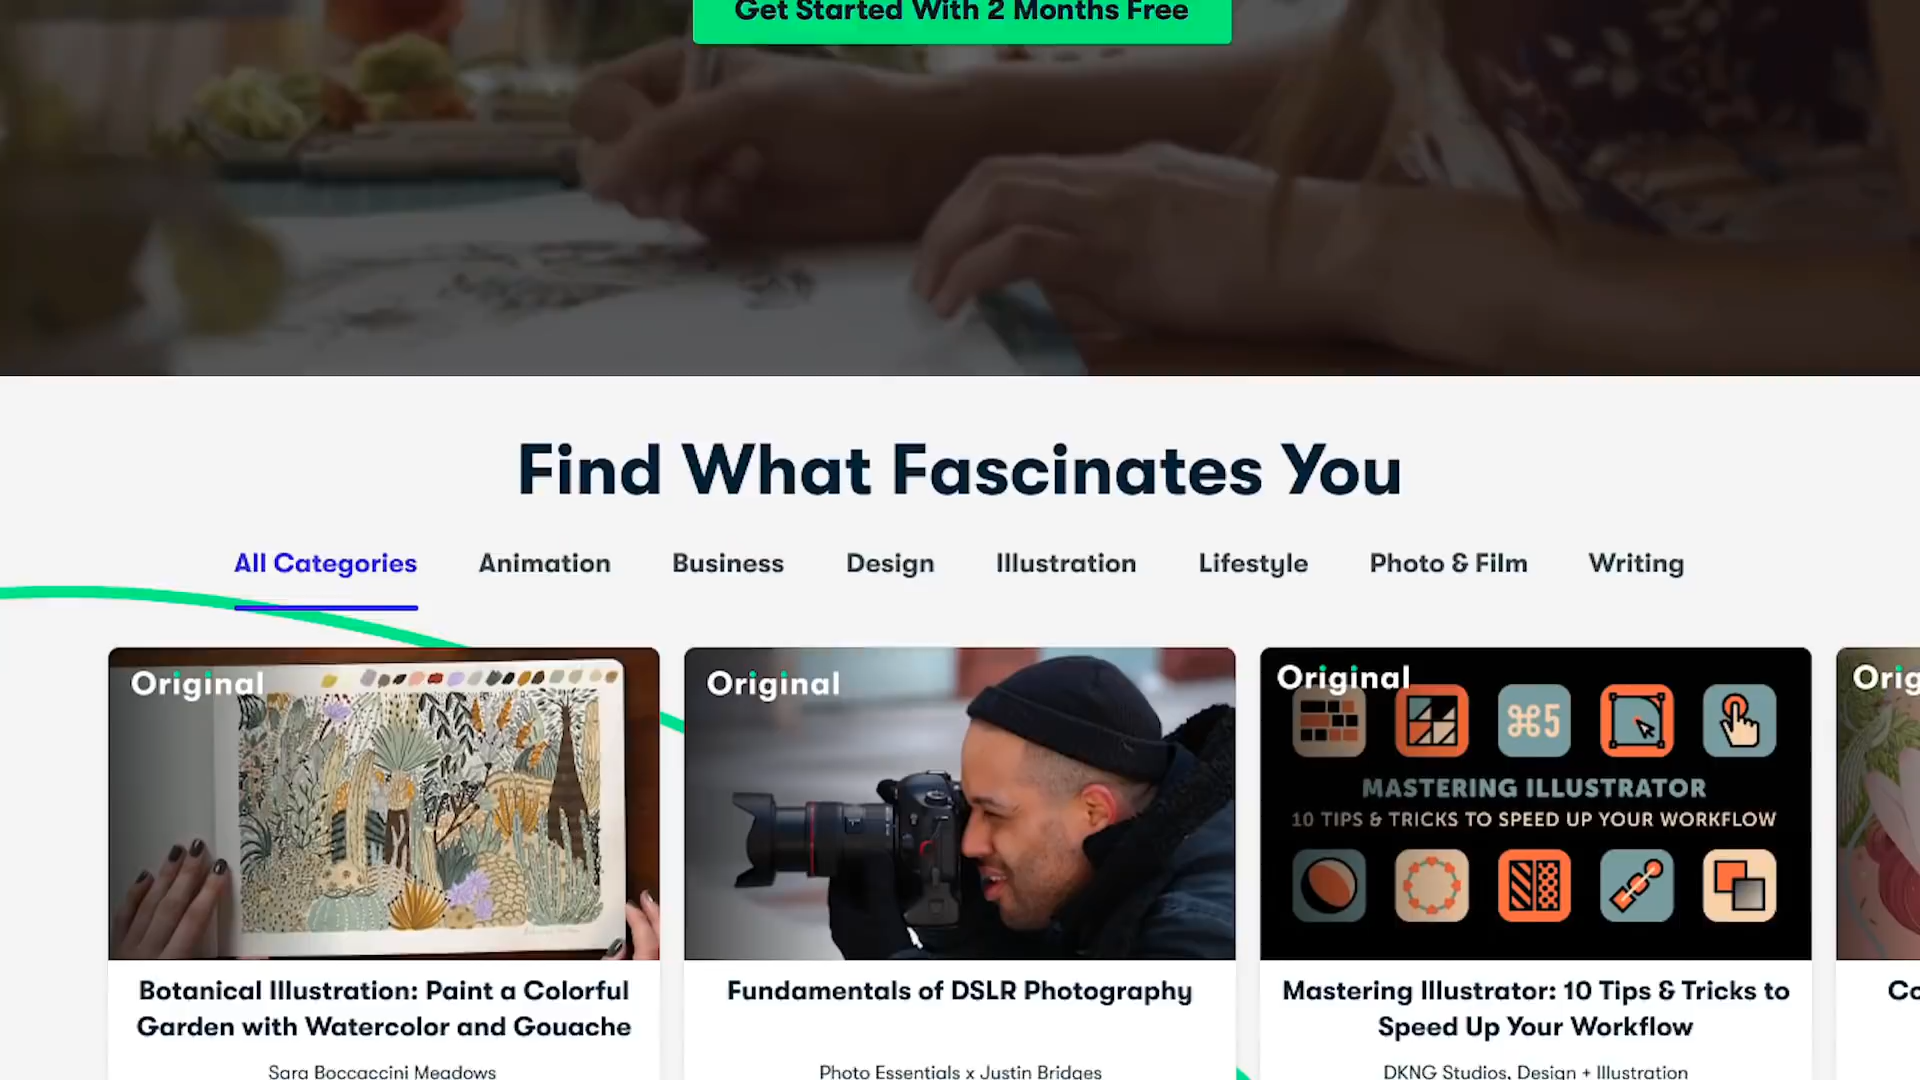 Get Started With 2 Months Free
Find What Fascinates You
All Categories
Animation
Business
Design
Illustration
Lifestyle
Photo & Film
Writing
Original
Original
Original
Orig
⌘5
MASTERING ILLUSTRATOR
10 TIPS & TRICKS TO SPEED UP YOUR WORKFLOW
Botanical Illustration: Paint a Colorful
Garden with Watercolor and Gouache
Sara Boccaccini Meadows
Fundamentals of DSLR Photography
Photo Essentials x Justin Bridges
Mastering Illustrator: 10 Tips & Tricks to
Speed Up Your Workflow
DKNG Studios, Design + Illustration
Co